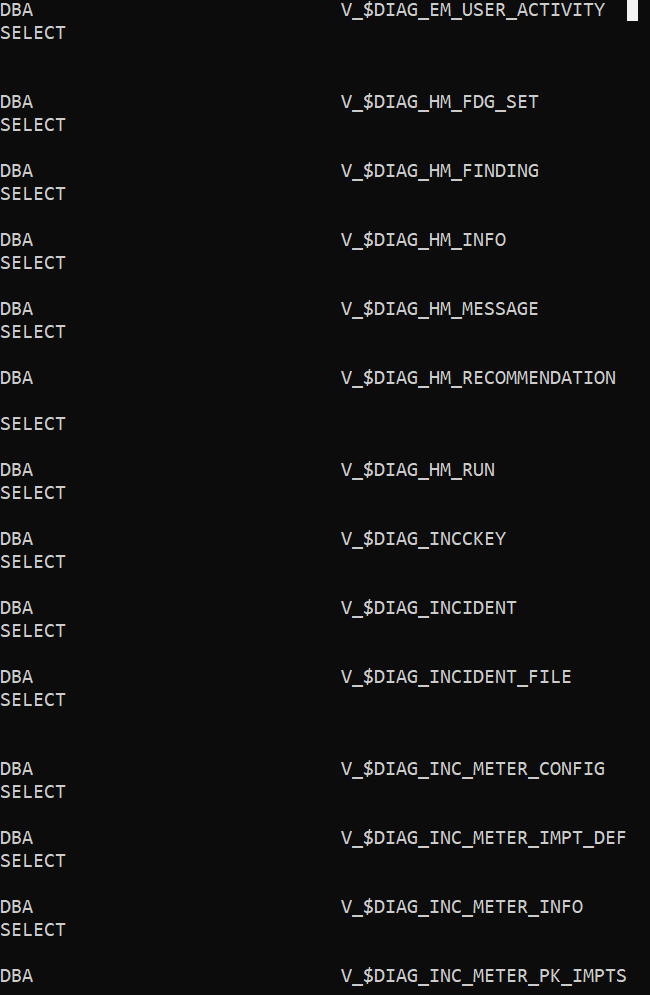 DBA V_$DIAG_EM_USER_ACTIVITY
SELECT
DBA V_$DIAG_HM_FDG_SET
SELECT
DBA V_$DIAG_HM_FINDING
SELECT
DBA V_$DIAG_HM_INFO
SELECT
DBA V_$DIAG_HM_MESSAGE
SELECT
DBA V_$DIAG_HM_RECOMMENDATION
SELECT
DBA V_$DIAG_HM_RUN
SELECT
DBA V_$DIAG_INCCKEY
SELECT
DBA V_$DIAG_INCIDENT
SELECT
DBA V_$DIAG_INCIDENT_FILE
SELECT
DBA V_$DIAG_INC_METER_CONFIG
SELECT
DBA V_$DIAG_INC_METER_IMPT_DEF
SELECT
DBA V_$DIAG_INC_METER_INFO
SELECT
DBA V_$DIAG_INC_METER_PK_IMPTS